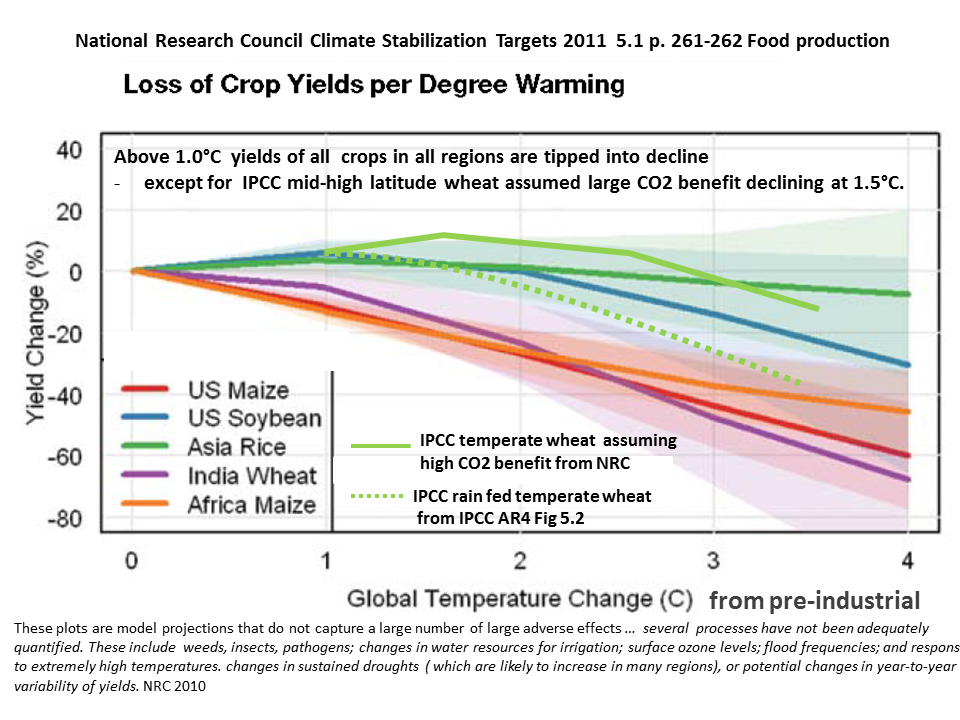 National Research Council Climate Stabilization Targets 2011 5.1 p. 261-262 Food production
Loss of Crop Yields per Degree Warming
Above 1.0°C yields of all crops in all regions are tipped into decline
- except for IPCC mid-high latitude wheat assumed large CO2 benefit declining at 1.5°C.
Yield Change (%)
40
20
0
-20
-40
-60
-80
US Maize
US Soybean
Asia Rice
India Wheat
Africa Maize
IPCC temperate wheat assuming
high CO2 benefit from NRC
IPCC rain fed temperate wheat
from IPCC AR4 Fig 5.2
0 1 2 3 4
Global Temperature Change (C) from pre-industrial
These plots are model projections that do not capture a large number of large adverse effects ... several processes have not been adequately
quantified. These include weeds, insects, pathogens; changes in water resources for irrigation; surface ozone levels; flood frequencies; and respons
to extremely high temperatures. changes in sustained droughts ( which are likely to increase in many regions), or potential changes in year-to-year
variability of yields. NRC 2010